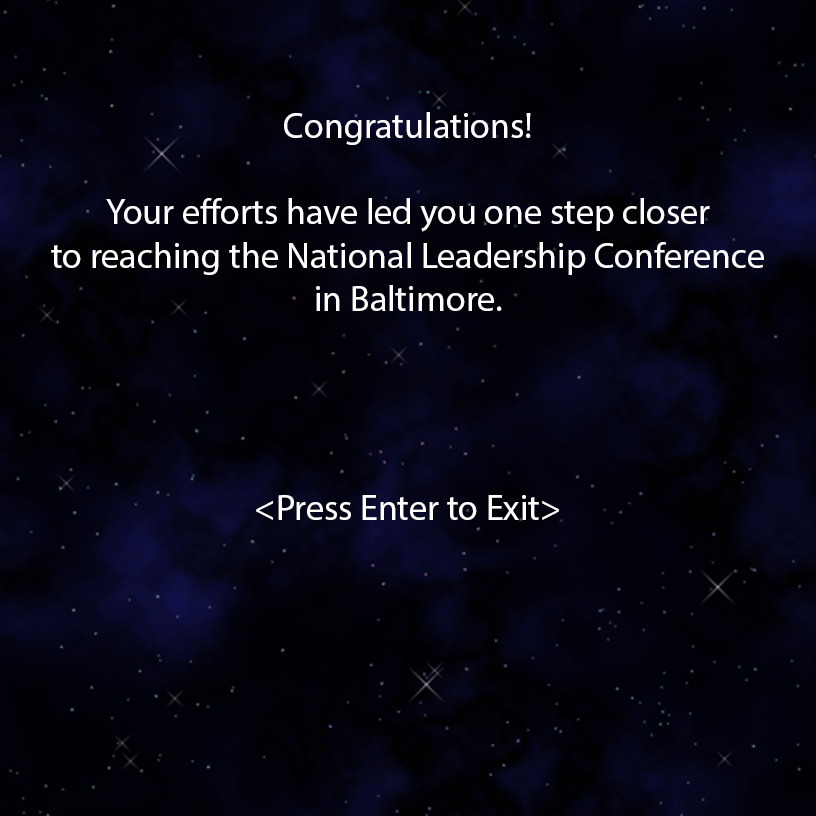 Congratulations!
Your efforts have led you one step closer
to reaching the National Leadership Conference
in Baltimore.
<Press Enter to Exit>